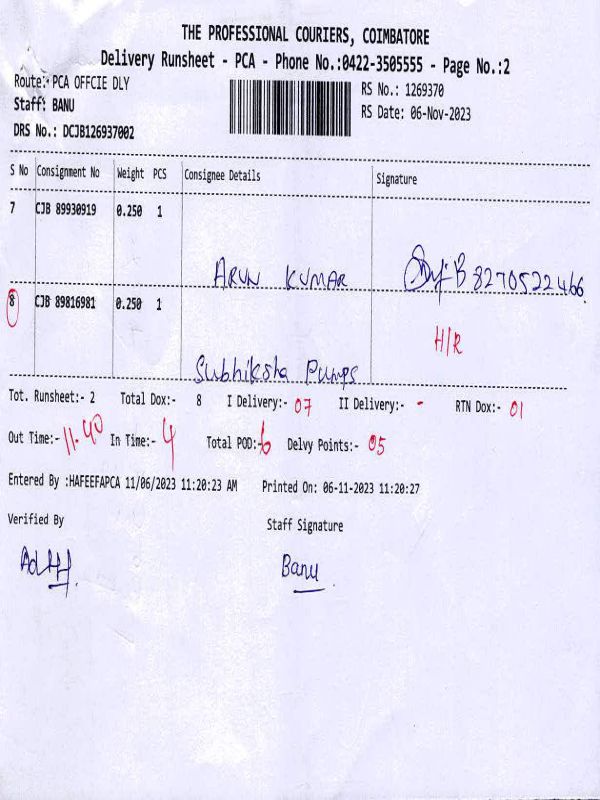 THE PROFESSIONAL COURIERS, COIMBATORE
Delivery Runsheet - PCA - Phone No.:0422-3505555 - Page No.:2
Route: PCA OFFCIE DLY RS No.: 1269370
Staff: BANU RS Date: 06-Nov-2023
DRS No.: DCJB126937002
S No Consignment No Weight PCS Consignee Details Signature
7 CJB 89930919 0.250 1
ARUN KUMAR 8270522466
8 CJB 89816981 0.250 1
H/R
Subhiksha Pumps
Tot. Runsheet:- 2 Total Dox:- 8 I Delivery:- 07 II Delivery:- - RTN Dox:- 01
Out Time:- 11.40 In Time:- 4 Total POD:- 6 Delvy Points:- 05
Entered By :HAFEEFAPCA 11/06/2023 11:20:23 AM Printed On: 06-11-2023 11:20:27
Verified By Staff Signature
Banu